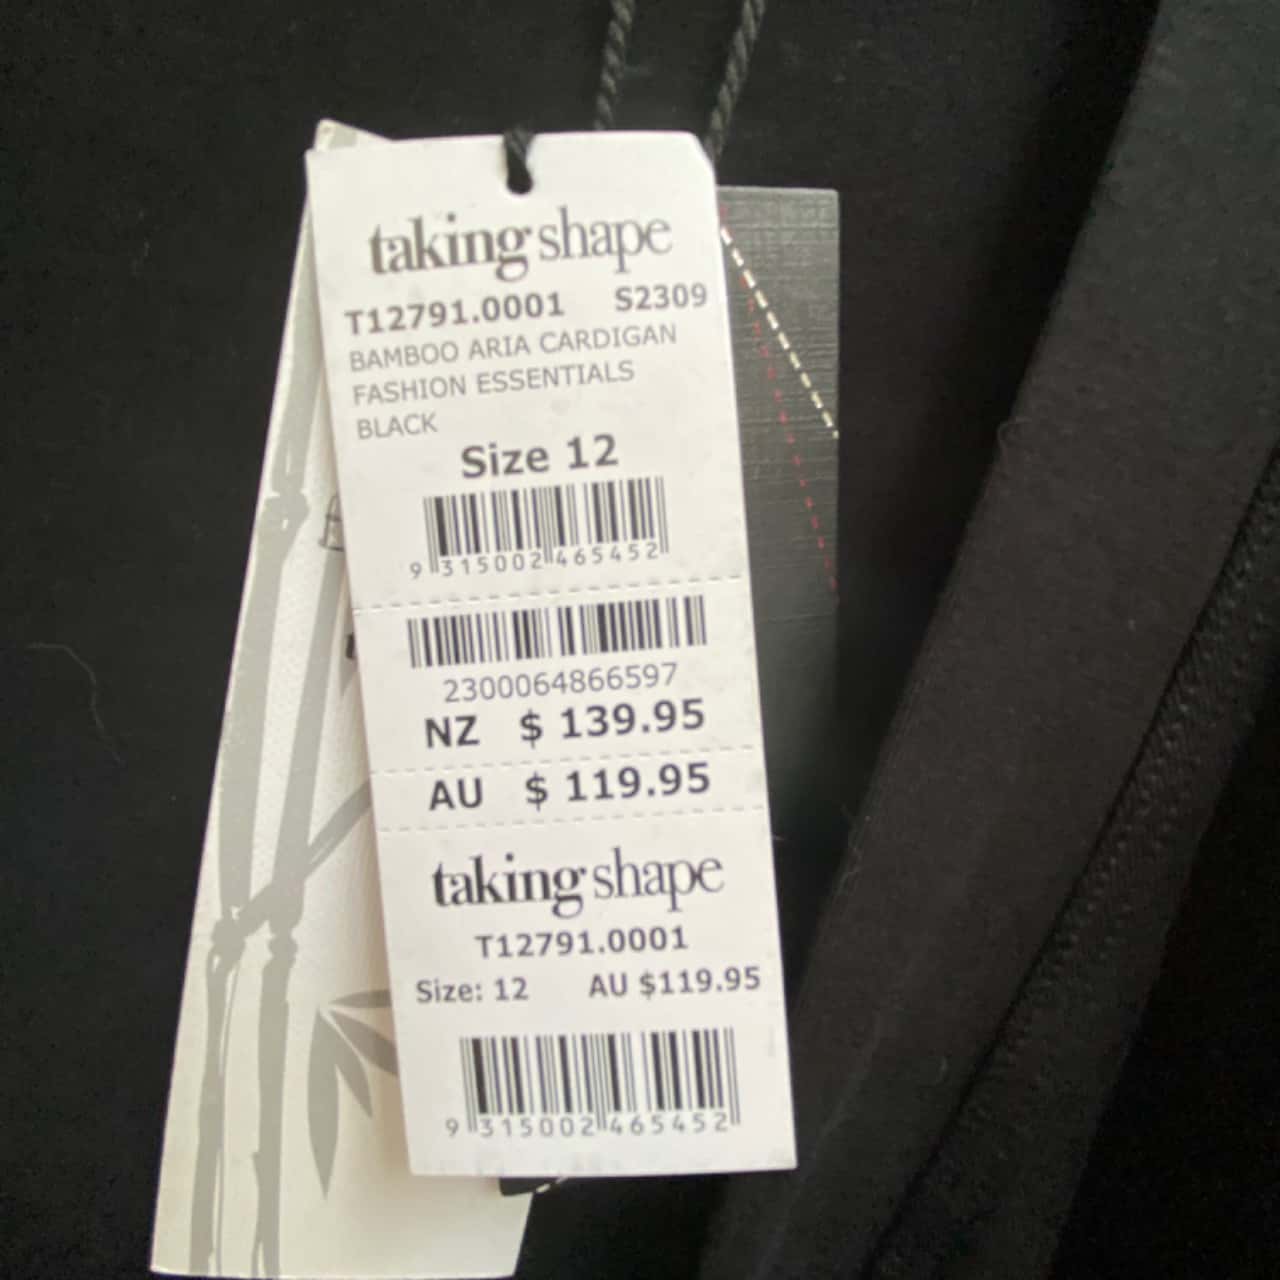 taking shape
T12791.0001 S2309
BAMBOO ARIA CARDIGAN
FASHION ESSENTIALS
BLACK
Size 12
9 315002 465452
2300064866597
NZ $ 139.95
AU $ 119.95
taking shape
T12791.0001
Size: 12 AU $119.95
9 315002 465452